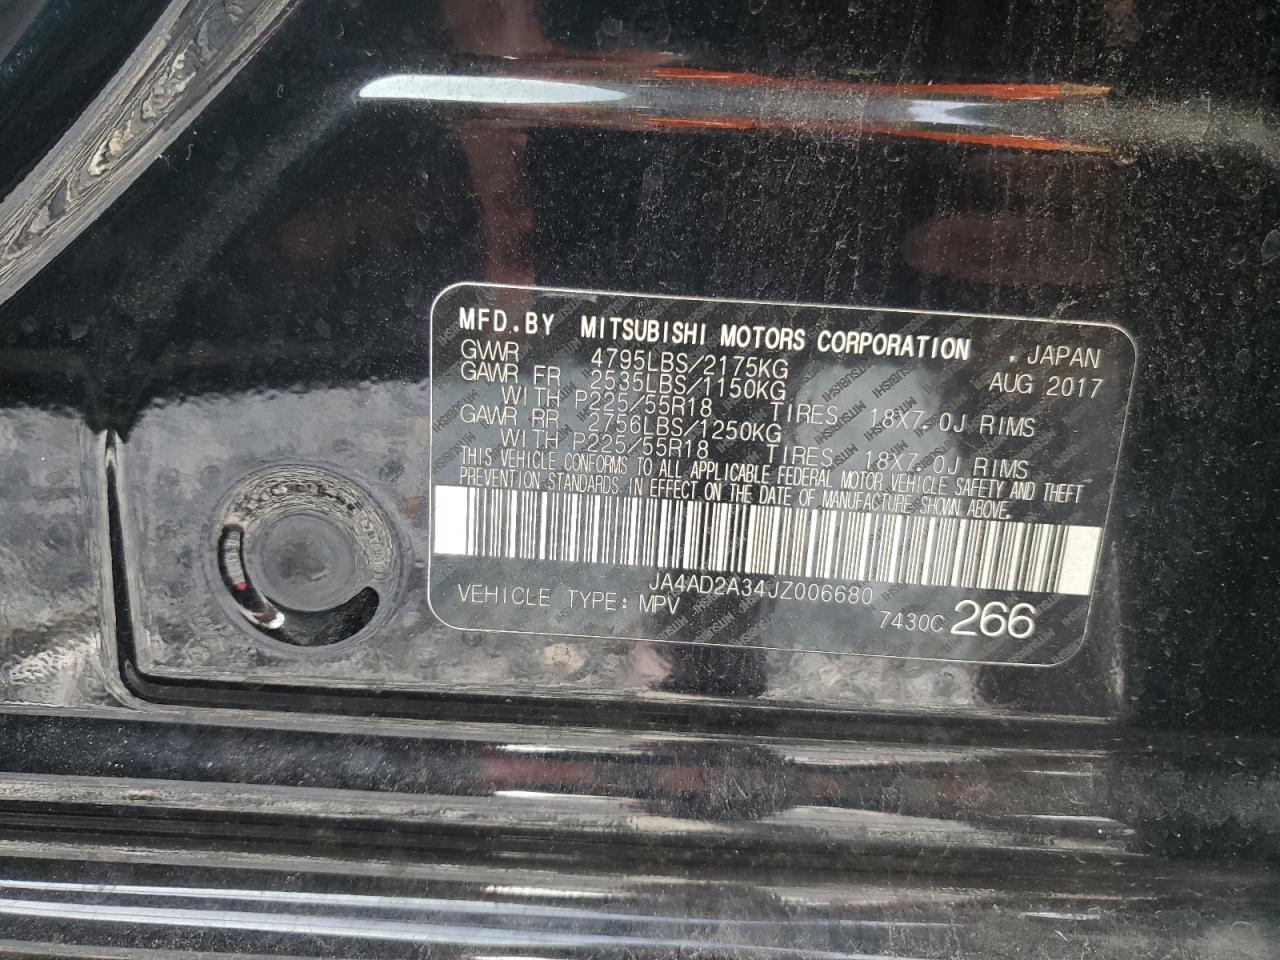 MFD.BY MITSUBISHI MOTORS CORPORATION . JAPAN
GVWR 4795LBS/2175KG AUG 2017
GAWR FR 2535LBS/1150KG
WITH P225/55R18 TIRES 18X7.0J RIMS
GAWR RR 2756LBS/1250KG
WITH P225/55R18 TIRES 18X7.0J RIMS
THIS VEHICLE CONFORMS TO ALL APPLICABLE FEDERAL MOTOR VEHICLE SAFETY AND THEFT
PREVENTION STANDARDS IN EFFECT ON THE DATE OF MANUFACTURE SHOWN ABOVE.
JA4AD2A34JZ006680
VEHICLE TYPE: MPV 7430C 266